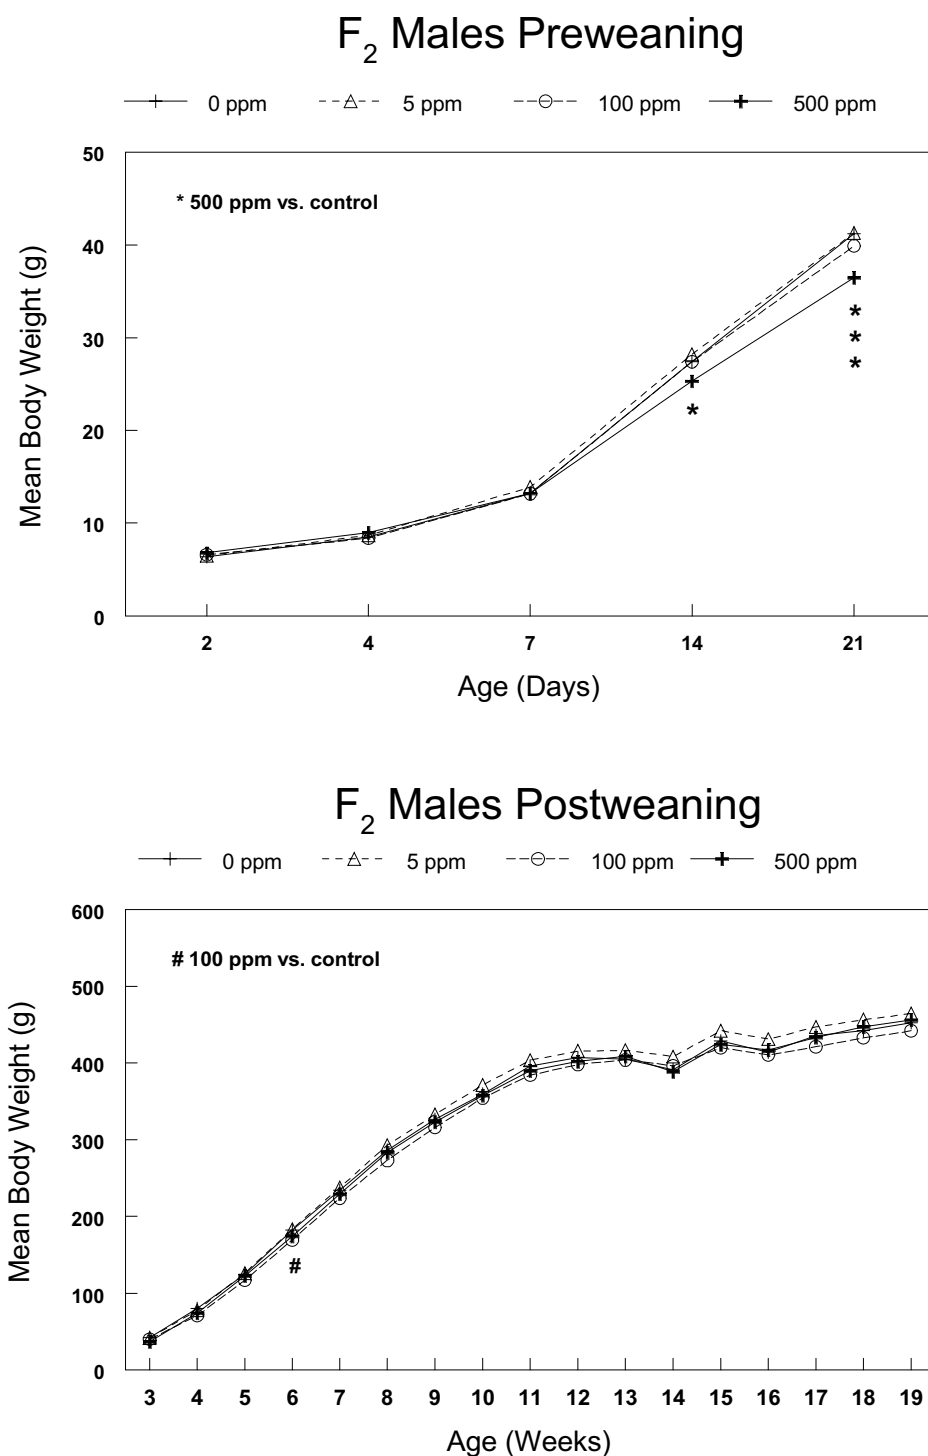 F2 Males Preweaning
0 ppm 5 ppm 100 ppm 500 ppm
50
* 500 ppm vs. control
40
30
20
10
0
*
*
*
*
Mean Body Weight (g)
2 4 7 14 21
Age (Days)
F2 Males Postweaning
0 ppm 5 ppm 100 ppm 500 ppm
600
# 100 ppm vs. control
500
400
300
200
100
0
#
Mean Body Weight (g)
3 4 5 6 7 8 9 10 11 12 13 14 15 16 17 18 19
Age (Weeks)